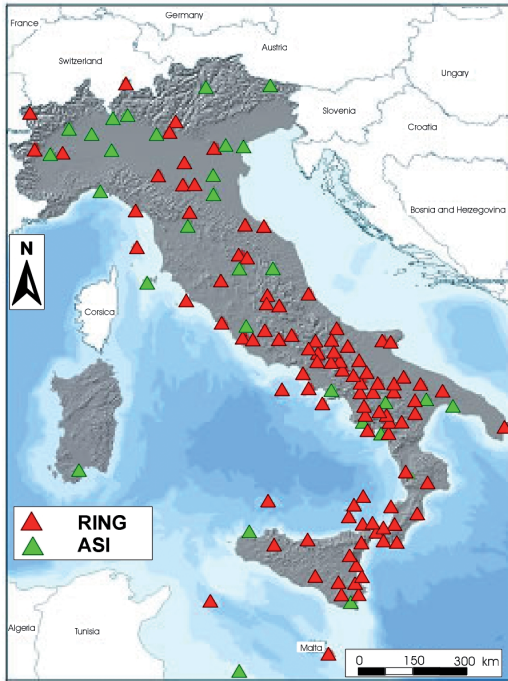 France
Germany
Austria
Switzerland
Ungary
Slovenia
Croatia
Bosnia and Herzegovina
N
Corsica
RING
ASI
Algeria
Tunisia
Malta
0 150 300
km